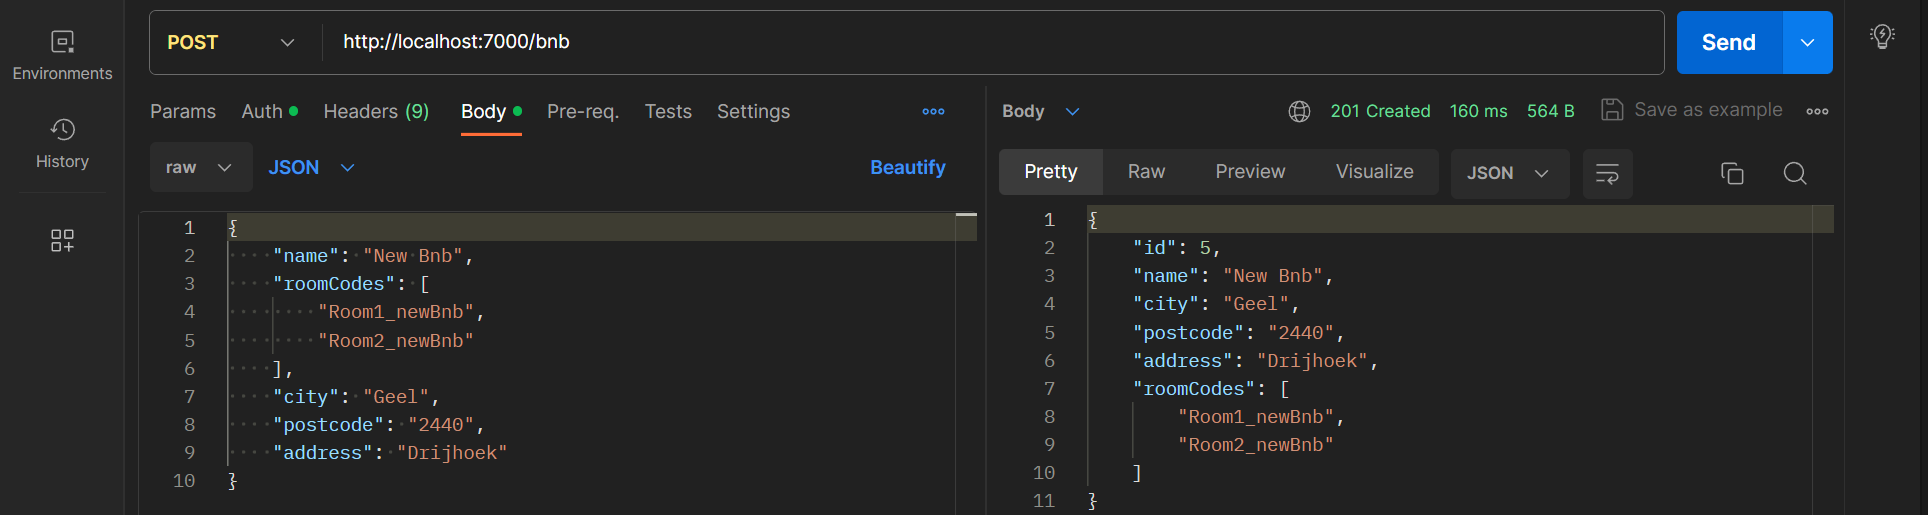 Environments
History
POST
http://localhost:7000/bnb
Send
Params Auth Headers (9) Body Pre-req. Tests Settings
raw JSON Beautify
1 {
2 "name": "New Bnb",
3 "roomCodes": [
4 "Room1_newBnb",
5 "Room2_newBnb"
6 ],
7 "city": "Geel",
8 "postcode": "2440",
9 "address": "Drijhoek"
10 }
Body 201 Created 160 ms 564 B Save as example
Pretty Raw Preview Visualize JSON
1 {
2 "id": 5,
3 "name": "New Bnb",
4 "city": "Geel",
5 "postcode": "2440",
6 "address": "Drijhoek",
7 "roomCodes": [
8 "Room1_newBnb",
9 "Room2_newBnb"
10 ]
11 }